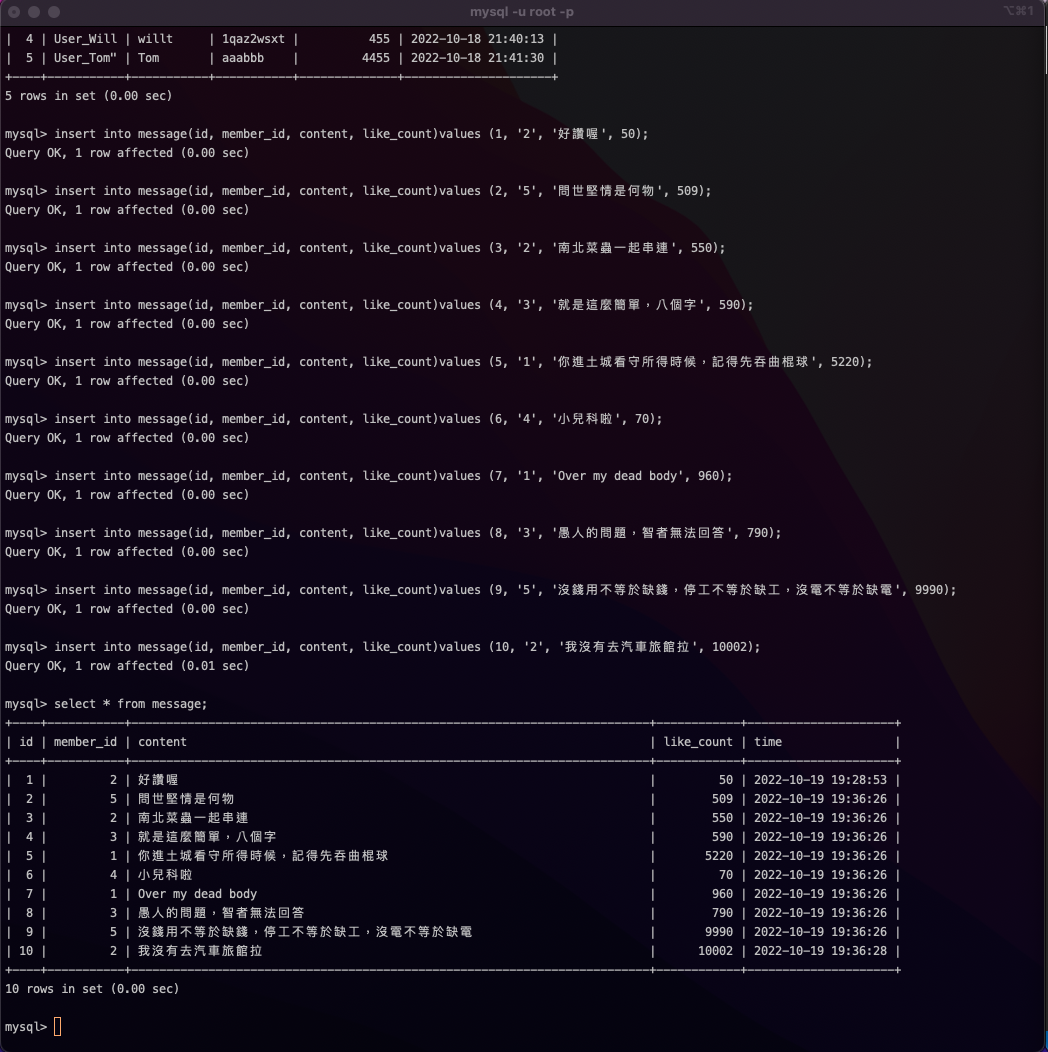 mysql -u root -p
⌥⌘1
|  4 | User_Will | willt     | 1qaz2wsxt |          455 | 2022-10-18 21:40:13 |
|  5 | User_Tom" | Tom       | aaabbb    |         4455 | 2022-10-18 21:41:30 |
+----+-----------+-----------+-----------+--------------+---------------------+
5 rows in set (0.00 sec)
mysql> insert into message(id, member_id, content, like_count)values (1, '2', '好讚喔', 50);
Query OK, 1 row affected (0.00 sec)
mysql> insert into message(id, member_id, content, like_count)values (2, '5', '問世堅情是何物', 509);
Query OK, 1 row affected (0.00 sec)
mysql> insert into message(id, member_id, content, like_count)values (3, '2', '南北菜蟲一起串連', 550);
Query OK, 1 row affected (0.00 sec)
mysql> insert into message(id, member_id, content, like_count)values (4, '3', '就是這麼簡單，八個字', 590);
Query OK, 1 row affected (0.00 sec)
mysql> insert into message(id, member_id, content, like_count)values (5, '1', '你進土城看守所得時候，記得先吞曲棍球', 5220);
Query OK, 1 row affected (0.00 sec)
mysql> insert into message(id, member_id, content, like_count)values (6, '4', '小兒科啦', 70);
Query OK, 1 row affected (0.00 sec)
mysql> insert into message(id, member_id, content, like_count)values (7, '1', 'Over my dead body', 960);
Query OK, 1 row affected (0.00 sec)
mysql> insert into message(id, member_id, content, like_count)values (8, '3', '愚人的問題，智者無法回答', 790);
Query OK, 1 row affected (0.00 sec)
mysql> insert into message(id, member_id, content, like_count)values (9, '5', '沒錢用不等於缺錢，停工不等於缺工，沒電不等於缺電', 9990);
Query OK, 1 row affected (0.00 sec)
mysql> insert into message(id, member_id, content, like_count)values (10, '2', '我沒有去汽車旅館拉', 10002);
Query OK, 1 row affected (0.01 sec)
mysql> select * from message;
+----+-----------+--------------------------------------------------------------------------+------------+---------------------+
| id | member_id | content                                                                  | like_count | time                |
+----+-----------+--------------------------------------------------------------------------+------------+---------------------+
|  1 |         2 | 好讚喔 |         50 | 2022-10-19 19:28:53 |
|  2 |         5 | 問世堅情是何物 |        509 | 2022-10-19 19:36:26 |
|  3 |         2 | 南北菜蟲一起串連 |        550 | 2022-10-19 19:36:26 |
|  4 |         3 | 就是這麼簡單，八個字 |        590 | 2022-10-19 19:36:26 |
|  5 |         1 | 你進土城看守所得時候，記得先吞曲棍球 |       5220 | 2022-10-19 19:36:26 |
|  6 |         4 | 小兒科啦 |         70 | 2022-10-19 19:36:26 |
|  7 |         1 | Over my dead body |        960 | 2022-10-19 19:36:26 |
|  8 |         3 | 愚人的問題，智者無法回答 |        790 | 2022-10-19 19:36:26 |
|  9 |         5 | 沒錢用不等於缺錢，停工不等於缺工，沒電不等於缺電 |       9990 | 2022-10-19 19:36:26 |
| 10 |         2 | 我沒有去汽車旅館拉 |      10002 | 2022-10-19 19:36:28 |
+----+-----------+--------------------------------------------------------------------------+------------+---------------------+
10 rows in set (0.00 sec)
mysql>